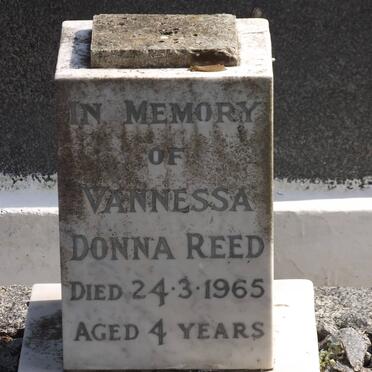 IN MEMORY
OF
VANNESSA
DONNA REED
DIED 24·3·1965
AGED 4 YEARS